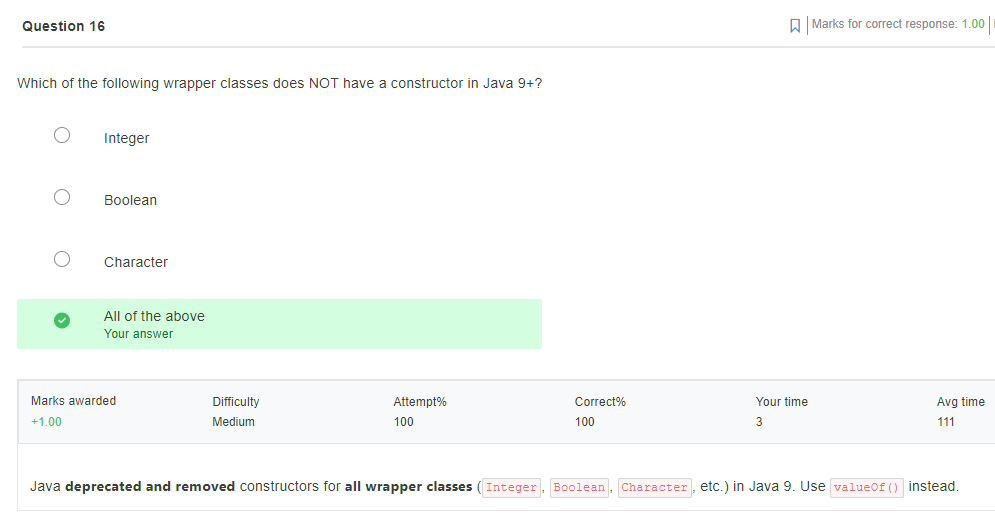 Question 16
Marks for correct response: 1.00
Which of the following wrapper classes does NOT have a constructor in Java 9+?
Integer
Boolean
Character
All of the above
Your answer
Marks awarded Difficulty Attempt% Correct% Your time Avg time
+1.00 Medium 100 100 3 111
Java deprecated and removed constructors for all wrapper classes (Integer, Boolean, Character, etc.) in Java 9. Use valueOf() instead.